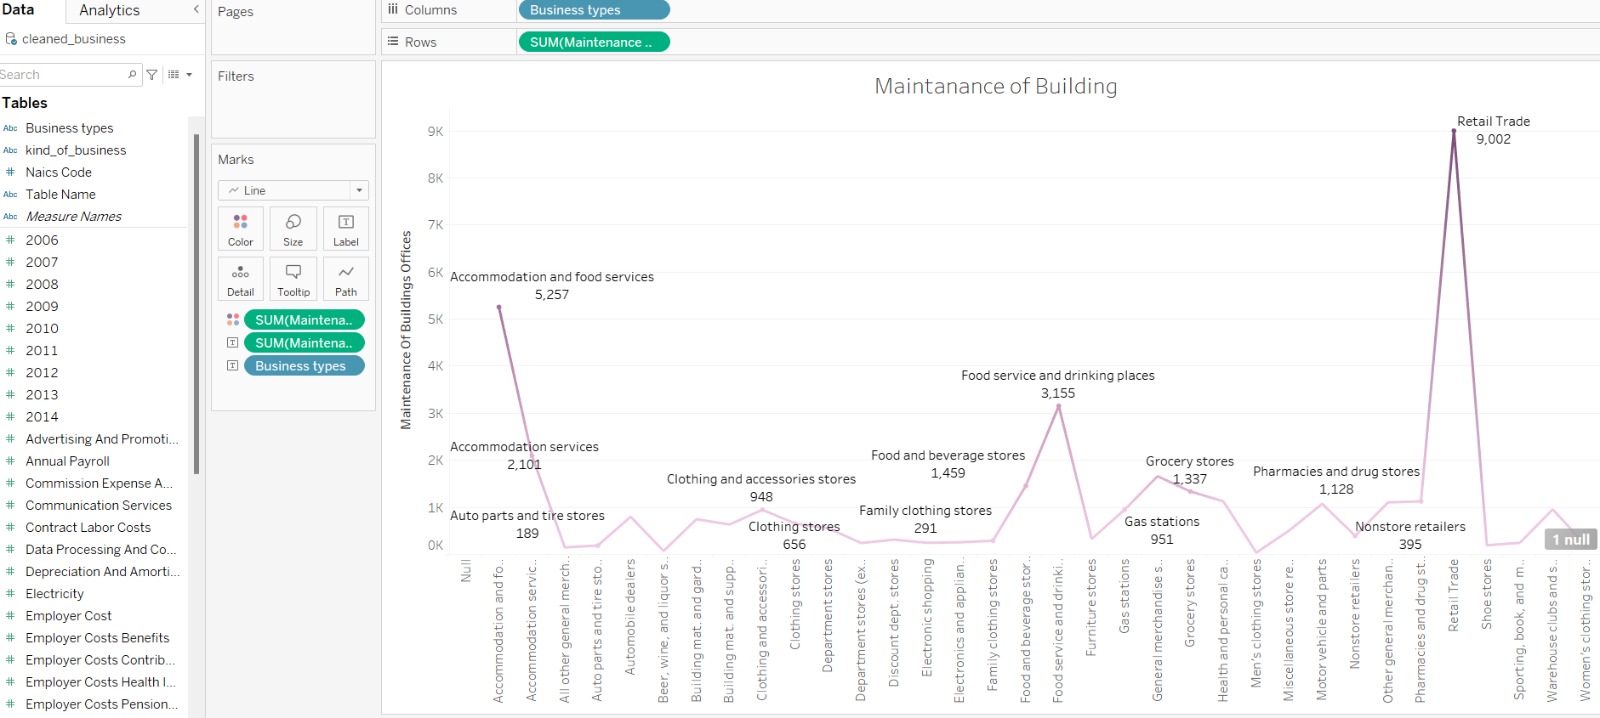 Data
Analytics
cleaned_business
Search
Tables
Abc Business types
Abc kind_of_business
# Naics Code
Abc Table Name
Abc Measure Names
# 2006
# 2007
# 2008
# 2009
# 2010
# 2011
# 2012
# 2013
# 2014
# Advertising And Promoti...
# Annual Payroll
# Commission Expense A...
# Communication Services
# Contract Labor Costs
# Data Processing And Co...
# Depreciation And Amorti...
# Electricity
# Employer Cost
# Employer Costs Benefits
# Employer Costs Contrib...
# Employer Costs Health I...
# Employer Costs Pension...
Pages
Filters
Marks
Line
Color
Size
T
Label
Detail
Tooltip
Path
SUM(Maintena..
T SUM(Maintena..
T Business types
Columns
Business types
Rows
SUM(Maintenance ..
Maintanance of Building
Maintenance Of Buildings Offices
9K
8K
7K
6K
5K
4K
3K
2K
1K
0K
Accommodation and food services
5,257
Accommodation services
2,101
Auto parts and tire stores
189
Clothing and accessories stores
948
Clothing stores
656
Family clothing stores
291
Food and beverage stores
1,459
Food service and drinking places
3,155
Gas stations
951
Grocery stores
1,337
Pharmacies and drug stores
1,128
Nonstore retailers
395
Retail Trade
9,002
1 null
Null
Accommodation and fo..
Accommodation servic..
All other general merch..
Auto parts and tire sto..
Automobile dealers
Beer, wine, and liquor s..
Building mat. and gard..
Building mat. and supp..
Clothing and accessori..
Clothing stores
Department stores
Department stores (ex..
Discount dept. stores
Electronic shopping
Electronics and applian..
Family clothing stores
Food and beverage stor..
Food service and drinki..
Furniture stores
Gas stations
General merchandise s..
Grocery stores
Health and personal ca..
Men's clothing stores
Miscellaneous store re..
Motor vehicle and parts
Nonstore retailers
Other general merchan..
Pharmacies and drug st..
Retail Trade
Shoe stores
Sporting, book, and m..
Warehouse clubs and s..
Women's clothing stor..